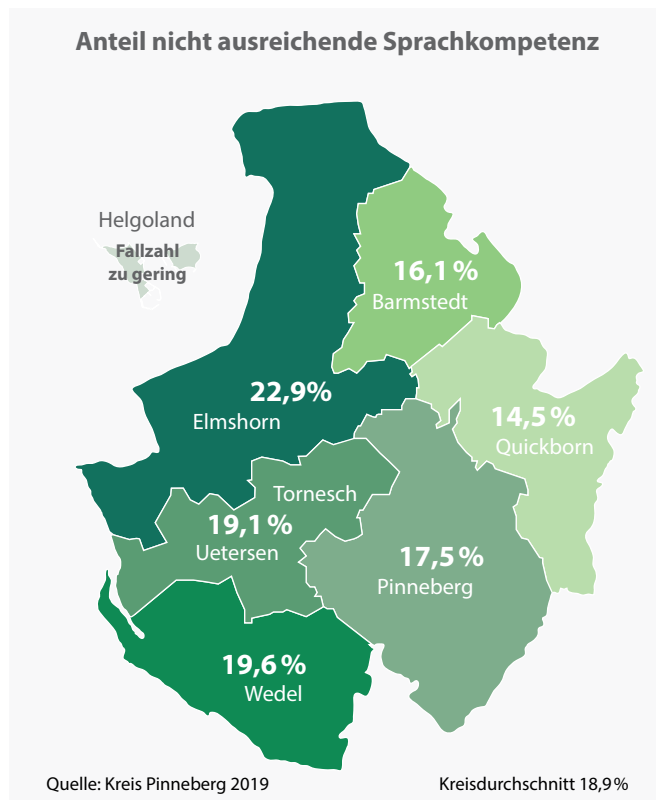 Anteil nicht ausreichende Sprachkompetenz
Helgoland
Fallzahl
zu gering
16,1 %
Barmstedt
22,9%
Elmshorn
14,5 %
Quickborn
Tornesch
19,1 %
Uetersen
17,5 %
Pinneberg
19,6 %
Wedel
Quelle: Kreis Pinneberg 2019
Kreisdurchschnitt 18,9 %